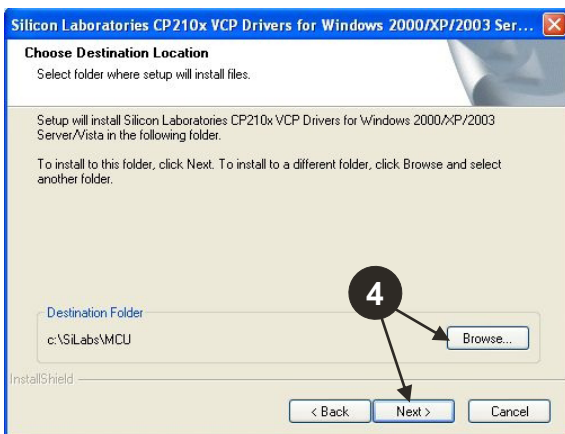 Silicon Laboratories CP210x VCP Drivers for Windows 2000/XP/2003 Ser...
Choose Destination Location
Select folder where setup will install files.
Setup will install Silicon Laboratories CP210x VCP Drivers for Windows 2000/XP/2003
Server/Vista in the following folder.
To install to this folder, click Next. To install to a different folder, click Browse and select
another folder.
4
Destination Folder
c:\SiLabs\MCU
Browse...
InstallShield
< Back
Next >
Cancel